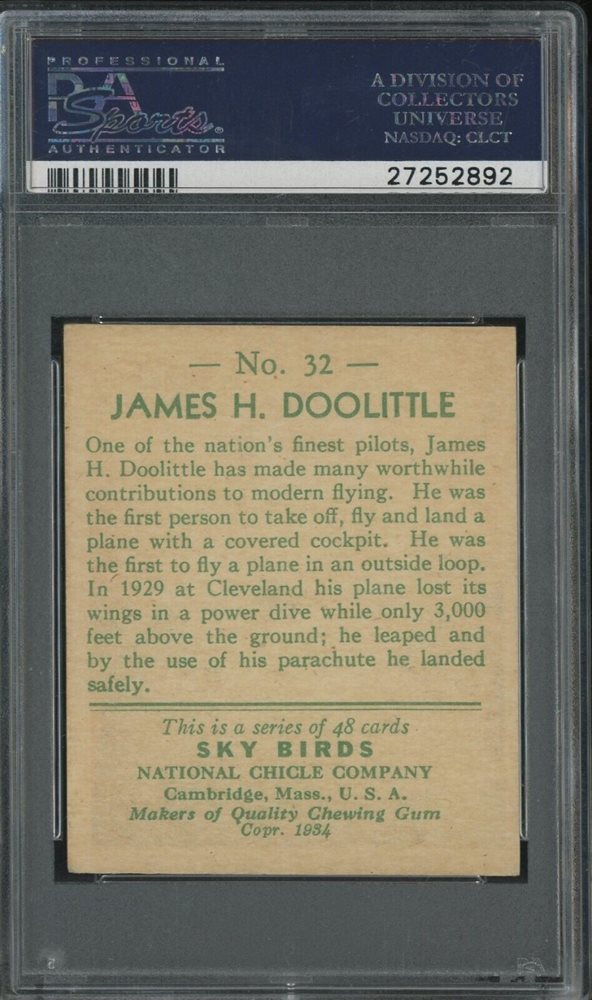 PROFESSIONAL
PSA
Sports®
AUTHENTICATOR
A DIVISION OF
COLLECTORS
UNIVERSE
NASDAQ: CLCT
27252892
— No. 32 —
JAMES H. DOOLITTLE
One of the nation's finest pilots, James
H. Doolittle has made many worthwhile
contributions to modern flying. He was
the first person to take off, fly and land a
plane with a covered cockpit. He was
the first to fly a plane in an outside loop.
In 1929 at Cleveland his plane lost its
wings in a power dive while only 3,000
feet above the ground; he leaped and
by the use of his parachute he landed
safely.
This is a series of 48 cards
SKY BIRDS
NATIONAL CHICLE COMPANY
Cambridge, Mass., U. S. A.
Makers of Quality Chewing Gum
Copr. 1934